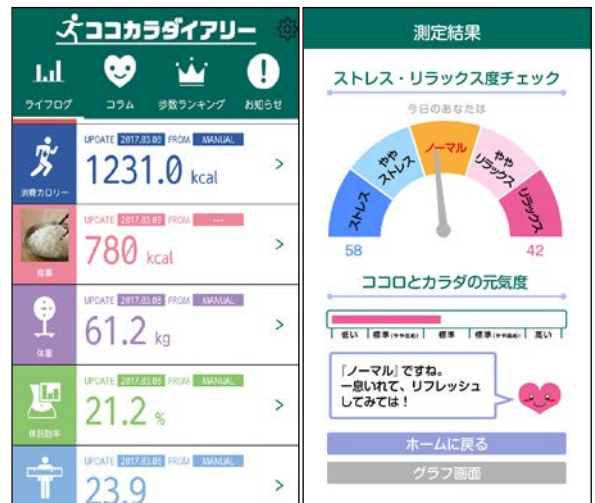 ココカラダイアリー
ライフログ
コラム
歩数ランキング
お知らせ
UPDATE 2017.03.08 FROM MANUAL
1231.0 kcal
消費カロリー
UPDATE 2017.03.09 FROM ---
780 kcal
食事
UPDATE 2017.03.08 FROM MANUAL
61.2 kg
体重
UPDATE 2017.03.08 FROM MANUAL
21.2 %
体脂肪率
UPDATE 2017.03.08 FROM MANUAL
23.9
測定結果
ストレス・リラックス度チェック
今日のあなたは
ストレス
やや
ストレス
ノーマル
やや
リラックス
リラックス
58
42
ココロとカラダの元気度
低い
標準(やや低め)
標準
標準(やや高め)
高い
『ノーマル』ですね。
一息いれて、リフレッシュ
してみては！
ホームに戻る
グラフ画面